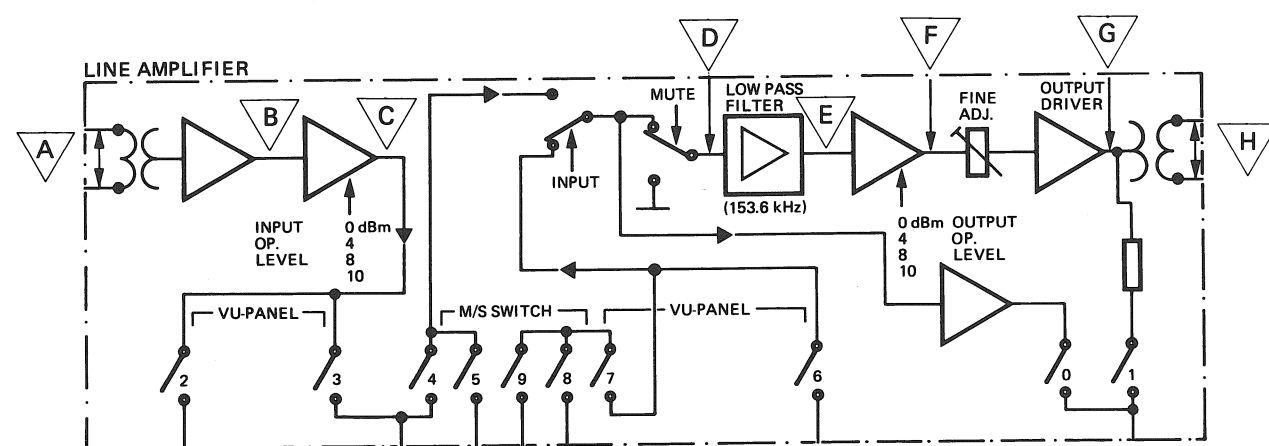 LINE AMPLIFIER
A
B
C
D
E
F
G
H
MUTE
LOW PASS
FILTER
(153.6 kHz)
FINE
ADJ.
OUTPUT
DRIVER
INPUT
INPUT
OP.
LEVEL
0 dBm
4
8
10
0 dBm
4
8
10
OUTPUT
OP.
LEVEL
VU-PANEL
M/S SWITCH
VU-PANEL
2
3
4
5
9
8
7
6
0
1